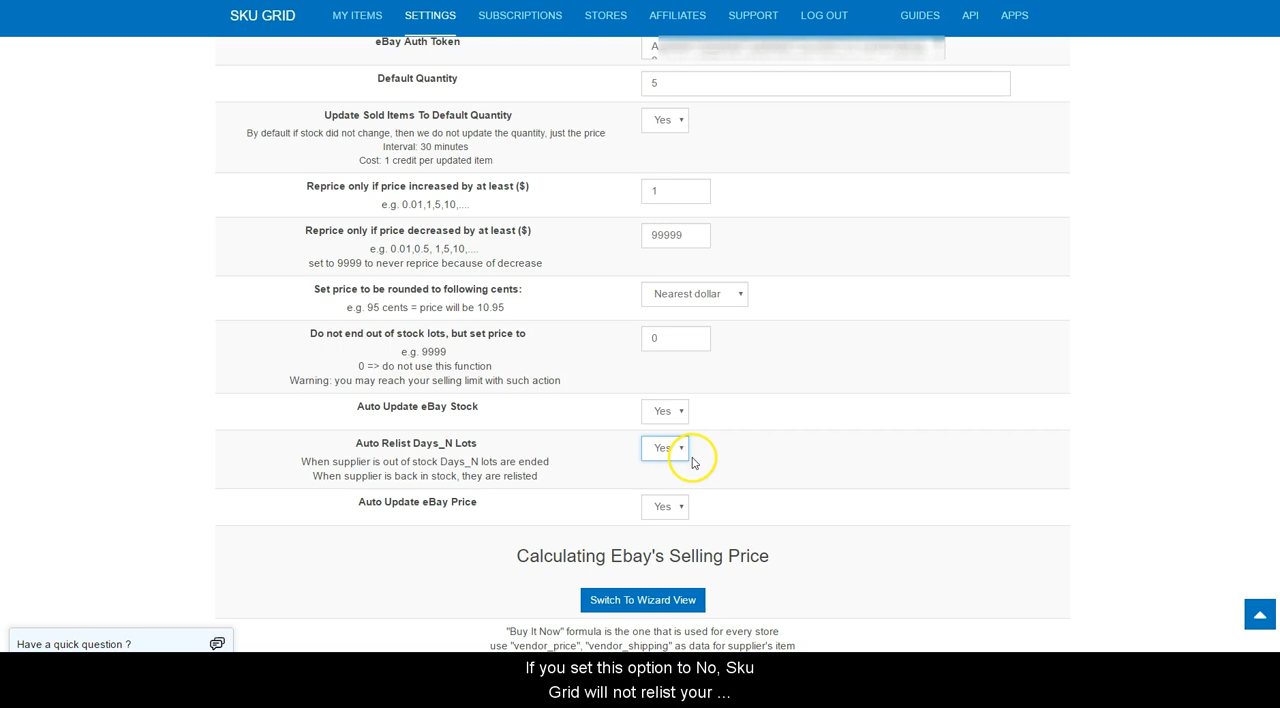 SKU GRID MY ITEMS SETTINGS SUBSCRIPTIONS STORES AFFILIATES SUPPORT LOG OUT GUIDES API APPS
eBay Auth Token
Default Quantity 5
Update Sold Items To Default Quantity Yes
By default if stock did not change, then we do not update the quantity, just the price
Interval: 30 minutes
Cost: 1 credit per updated item
Reprice only if price increased by at least ($) 1
e.g. 0.01,1,5,10,....
Reprice only if price decreased by at least ($) 99999
e.g. 0.01,0.5, 1,5,10,....
set to 9999 to never reprice because of decrease
Set price to be rounded to following cents: Nearest dollar
e.g. 95 cents = price will be 10.95
Do not end out of stock lots, but set price to 0
e.g. 9999
0 => do not use this function
Warning: you may reach your selling limit with such action
Auto Update eBay Stock Yes
Auto Relist Days_N Lots Yes
When supplier is out of stock Days_N lots are ended
When supplier is back in stock, they are relisted
Auto Update eBay Price Yes
Calculating Ebay's Selling Price
Switch To Wizard View
"Buy It Now" formula is the one that is used for every store
use "vendor_price", "vendor_shipping" as data for supplier's item
Have a quick question ?
If you set this option to No, Sku
Grid will not relist your ...